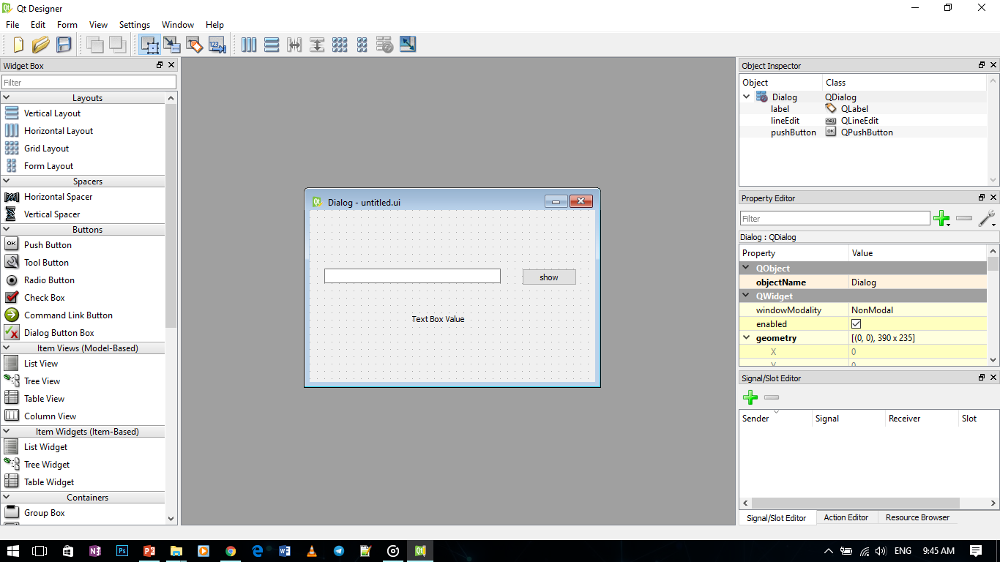 Qt Designer
File Edit Form View Settings Window Help
Widget Box
Filter
Layouts
Vertical Layout
Horizontal Layout
Grid Layout
Form Layout
Spacers
Horizontal Spacer
Vertical Spacer
Buttons
OK Push Button
Tool Button
Radio Button
Check Box
Command Link Button
Dialog Button Box
Item Views (Model-Based)
List View
Tree View
Table View
Column View
Item Widgets (Item-Based)
List Widget
Tree Widget
Table Widget
Containers
Group Box
Qt Dialog - untitled.ui
show
Text Box Value
Object Inspector
Object Class
Dialog QDialog
label QLabel
lineEdit ABI QLineEdit
pushButton OK QPushButton
Property Editor
Filter
Dialog : QDialog
Property Value
QObject
objectName Dialog
QWidget
windowModality NonModal
enabled
geometry [(0, 0), 390 x 235]
X 0
Y 0
Signal/Slot Editor
Sender Signal Receiver Slot
Signal/Slot Editor Action Editor Resource Browser
ENG 9:45 AM